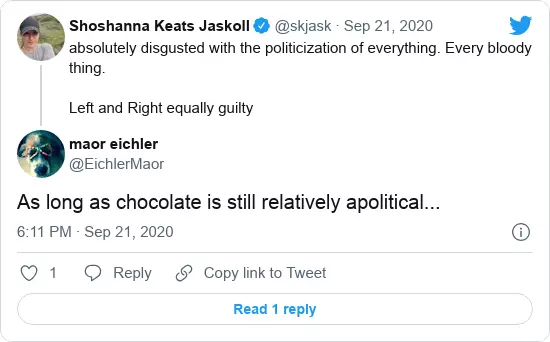 Shoshanna Keats Jaskoll @skjask · Sep 21, 2020
absolutely disgusted with the politicization of everything. Every bloody
thing.
Left and Right equally guilty
maor eichler
@EichlerMaor
As long as chocolate is still relatively apolitical...
6:11 PM · Sep 21, 2020
1 Reply Copy link to Tweet
Read 1 reply